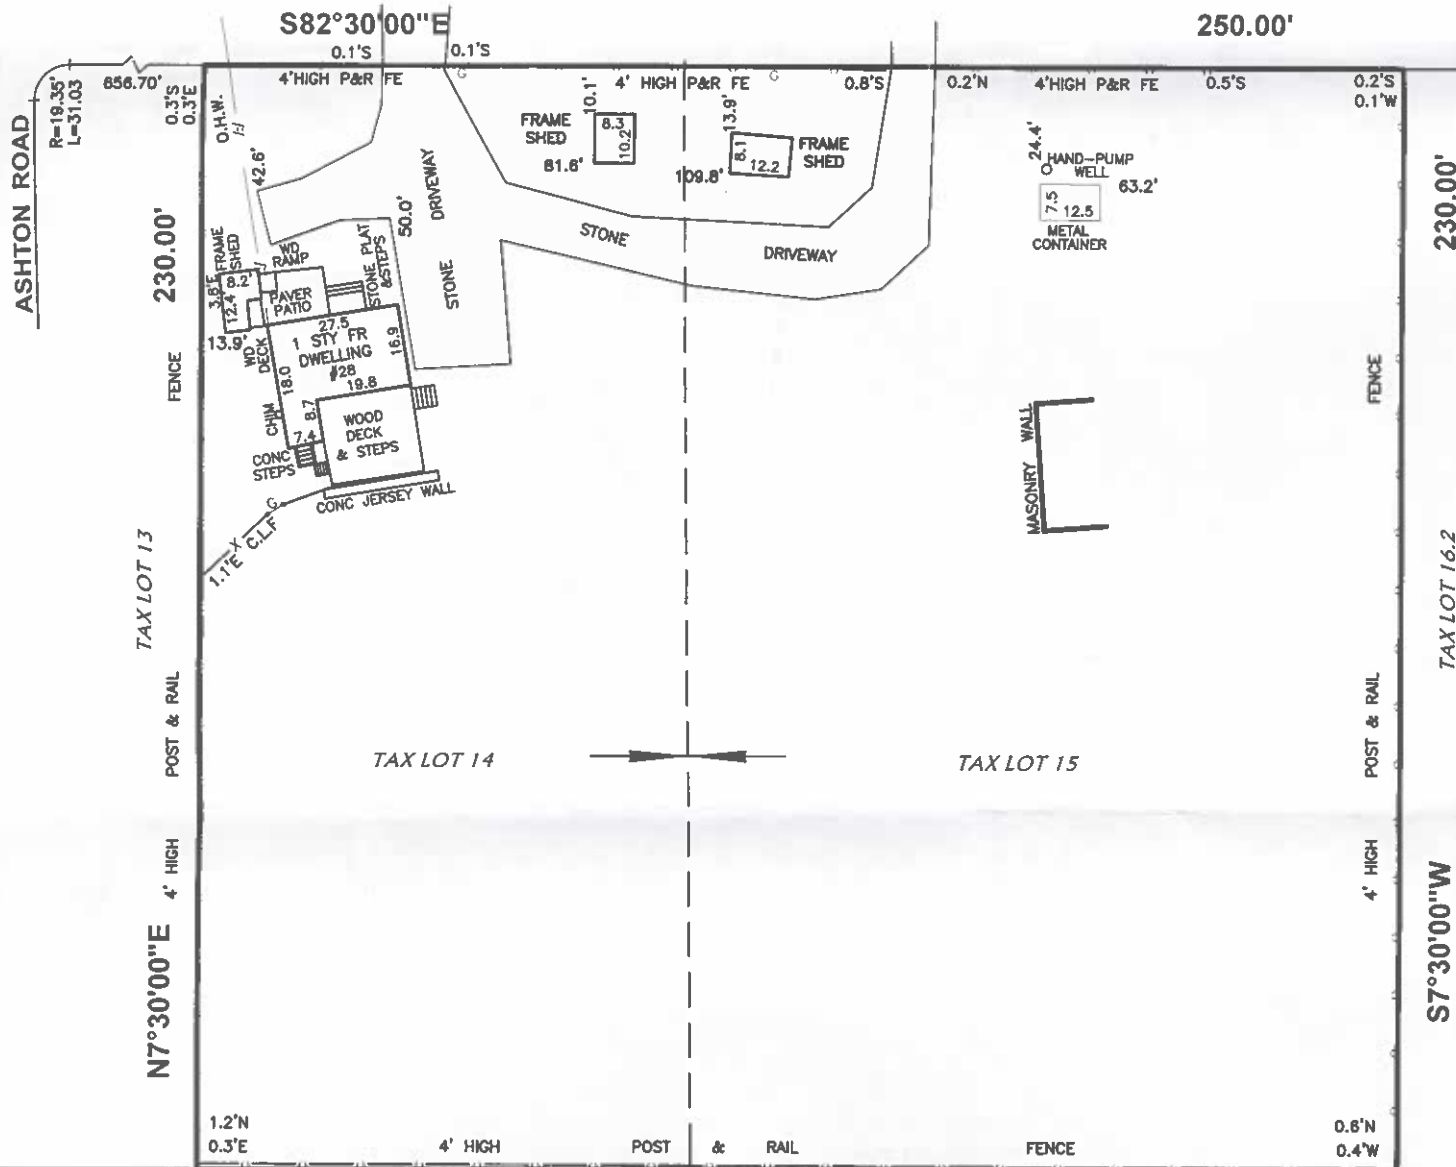 S82°30'00"E
250.00'
0.1'S
0.1'S
656.70'
4'HIGH P&R FE
4' HIGH P&R FE
0.8'S
0.2'N
4'HIGH P&R FE
0.5'S
0.2'S
0.1'W
R=19.35'
L=31.03
0.3'S
0.3'E
ASHTON ROAD
O.H.W.
42.6'
10.1'
FRAME
SHED
8.3
10.2'
81.6'
13.9'
8.1
12.2
109.8'
FRAME
SHED
24.4'
HAND-PUMP
WELL
63.2'
7.5
12.5
METAL
CONTAINER
230.00'
230.00'
DRIVEWAY
STONE
50.0'
STONE
DRIVEWAY
FRAME
SHED
3.8'E
8.2'
12.4'
13.9'
WD
RAMP
PAVER
PATIO
STONE PLAT
&STEPS
WD
DECK
27.5
1 STY FR
DWELLING
#28
16.9
18.0
19.8
8.7
7.4
CHIM
WOOD
DECK
& STEPS
CONC
STEPS
CONC JERSEY WALL
G
C.L.F
X
1.1'E
MASONRY WALL
FENCE
FENCE
TAX LOT 13
TAX LOT 16.2
POST & RAIL
POST & RAIL
TAX LOT 14
TAX LOT 15
4' HIGH
4' HIGH
N7°30'00"E
S7°30'00"W
1.2'N
0.3'E
4' HIGH POST & RAIL FENCE
0.6'N
0.4'W